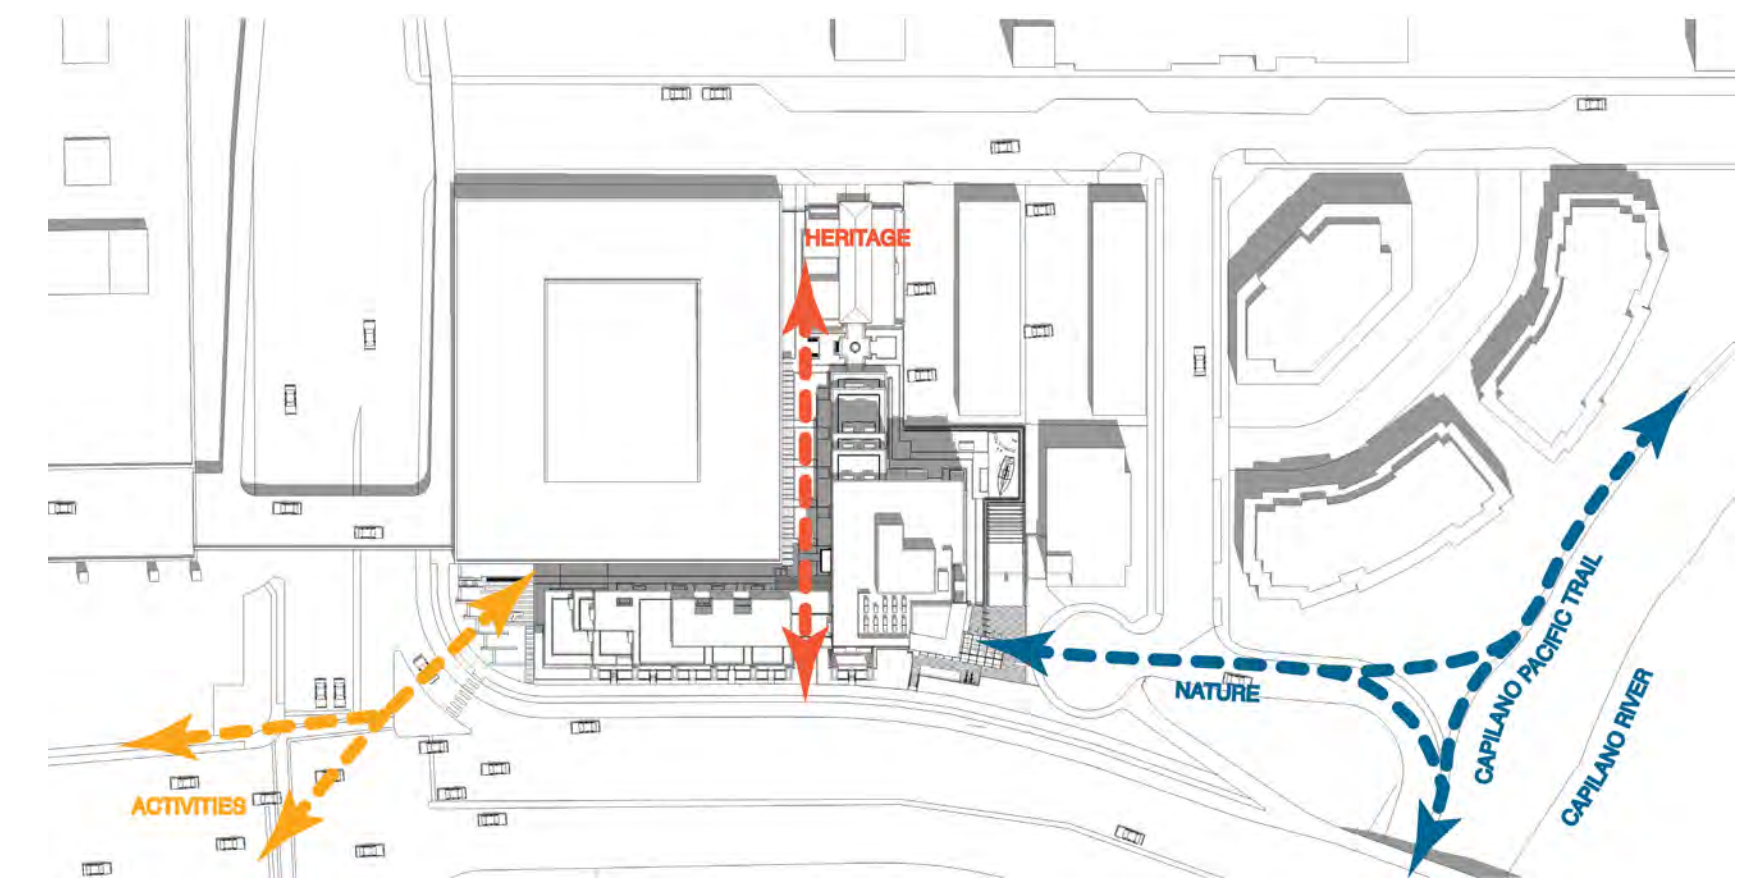 HERITAGE
NATURE
CAPILANO PACIFIC TRAIL
CAPILANO RIVER
ACTIVITIES